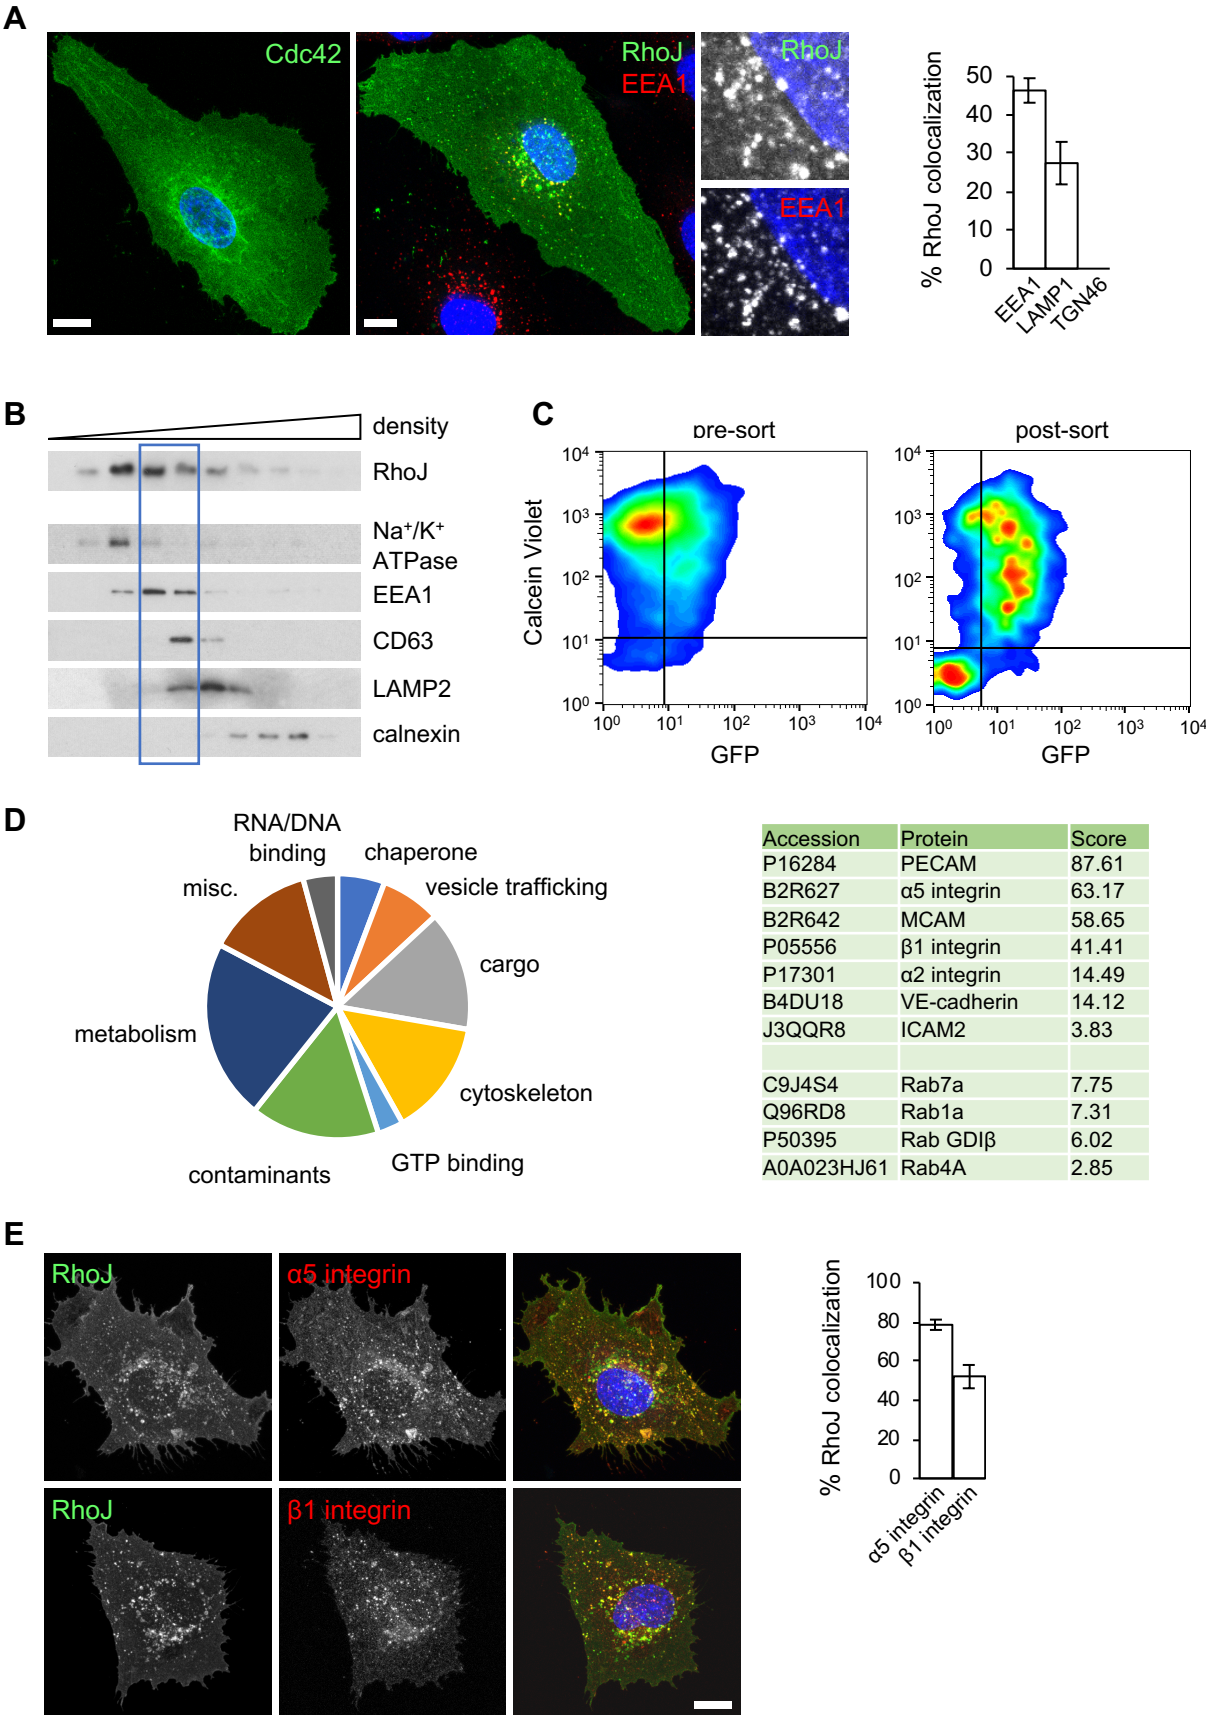 A
Cdc42
RhoJ
EEA1
RhoJ
EEA1
% RhoJ colocalization
50
40
30
20
10
0
EEA1
LAMP1
TGN46
B
density
RhoJ
Na⁺/K⁺
ATPase
EEA1
CD63
LAMP2
calnexin
C
pre-sort
post-sort
Calcein Violet
10⁴
10³
10²
10¹
10⁰
10⁰ 10¹ 10² 10³ 10⁴
GFP
10⁴
10³
10²
10¹
10⁰
10⁰ 10¹ 10² 10³ 10⁴
GFP
D
RNA/DNA
binding
chaperone
misc.
vesicle trafficking
cargo
metabolism
cytoskeleton
GTP binding
contaminants
Accession Protein Score
P16284 PECAM 87.61
B2R627 α5 integrin 63.17
B2R642 MCAM 58.65
P05556 β1 integrin 41.41
P17301 α2 integrin 14.49
B4DU18 VE-cadherin 14.12
J3QQR8 ICAM2 3.83
C9J4S4 Rab7a 7.75
Q96RD8 Rab1a 7.31
P50395 Rab GDIβ 6.02
A0A023HJ61 Rab4A 2.85
E
RhoJ
α5 integrin
RhoJ
β1 integrin
% RhoJ colocalization
100
80
60
40
20
0
α5 integrin
β1 integrin